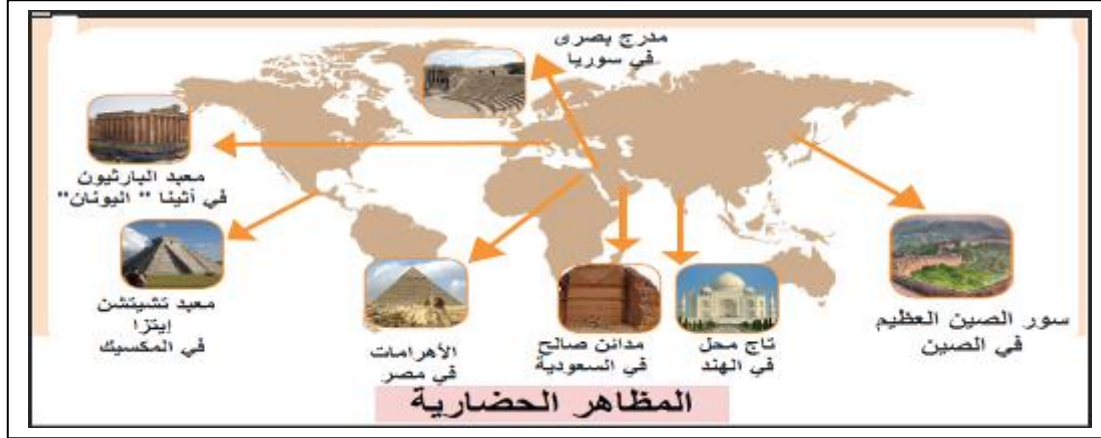 مدرج بصرى
في سوريا
معبد البارثيون
في أثينا " اليونان"
معبد تشيتشن
إيتزا
في المكسيك
الأهرامات
في مصر
مدائن صالح
في السعودية
تاج محل
في الهند
سور الصين العظيم
في الصين
المظاهر الحضارية